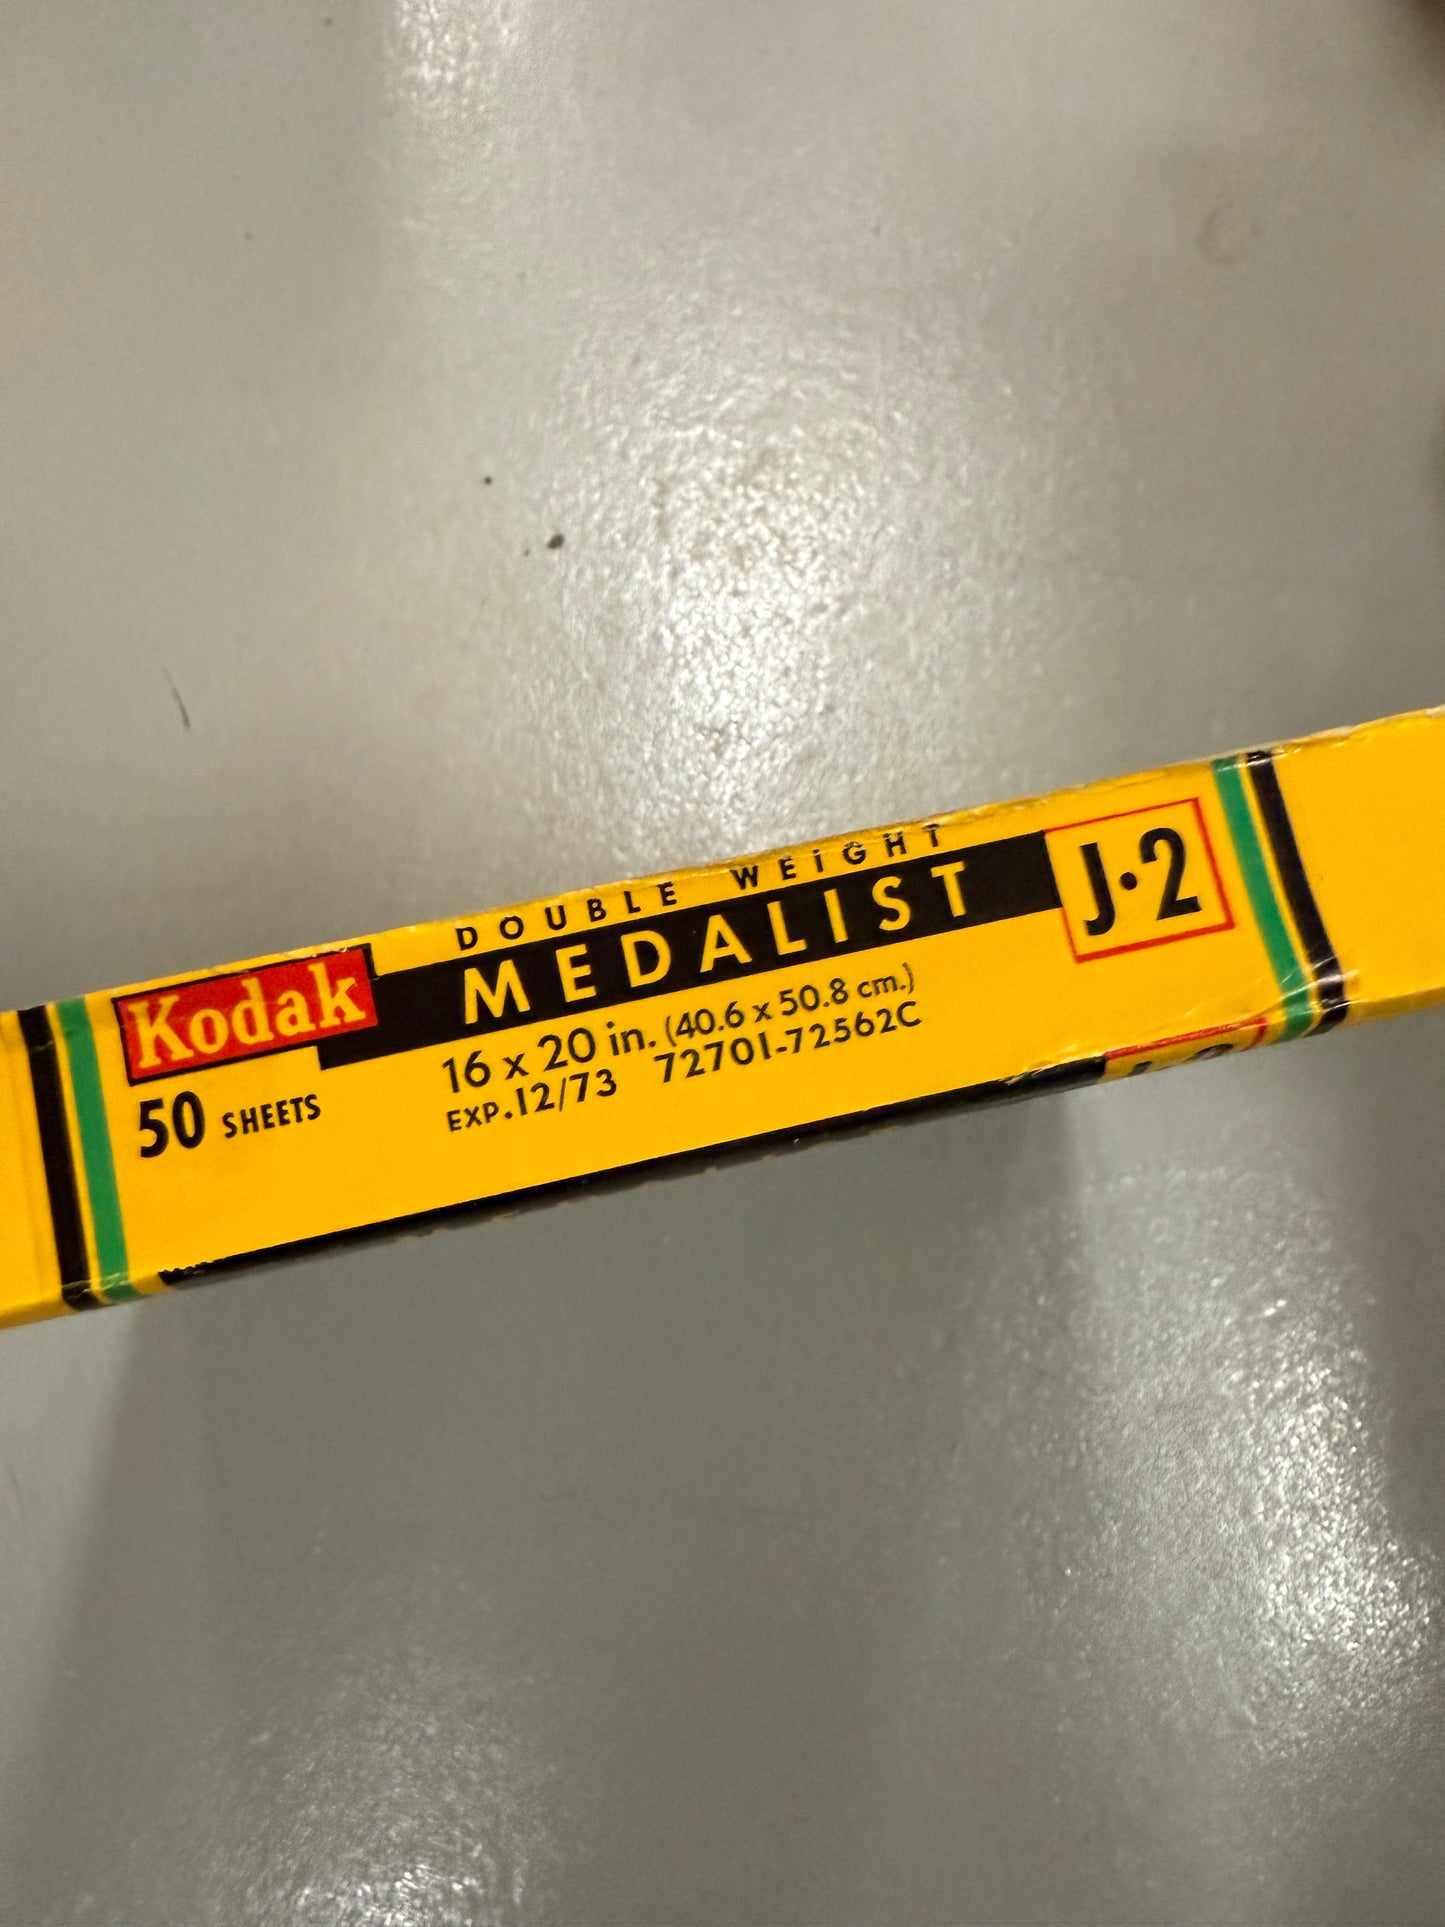 DOUBLE WEIGHT
Kodak MEDALIST J·2
50 SHEETS
16 x 20 in. (40.6 x 50.8 cm.)
EXP. 12/73 72701-72562C